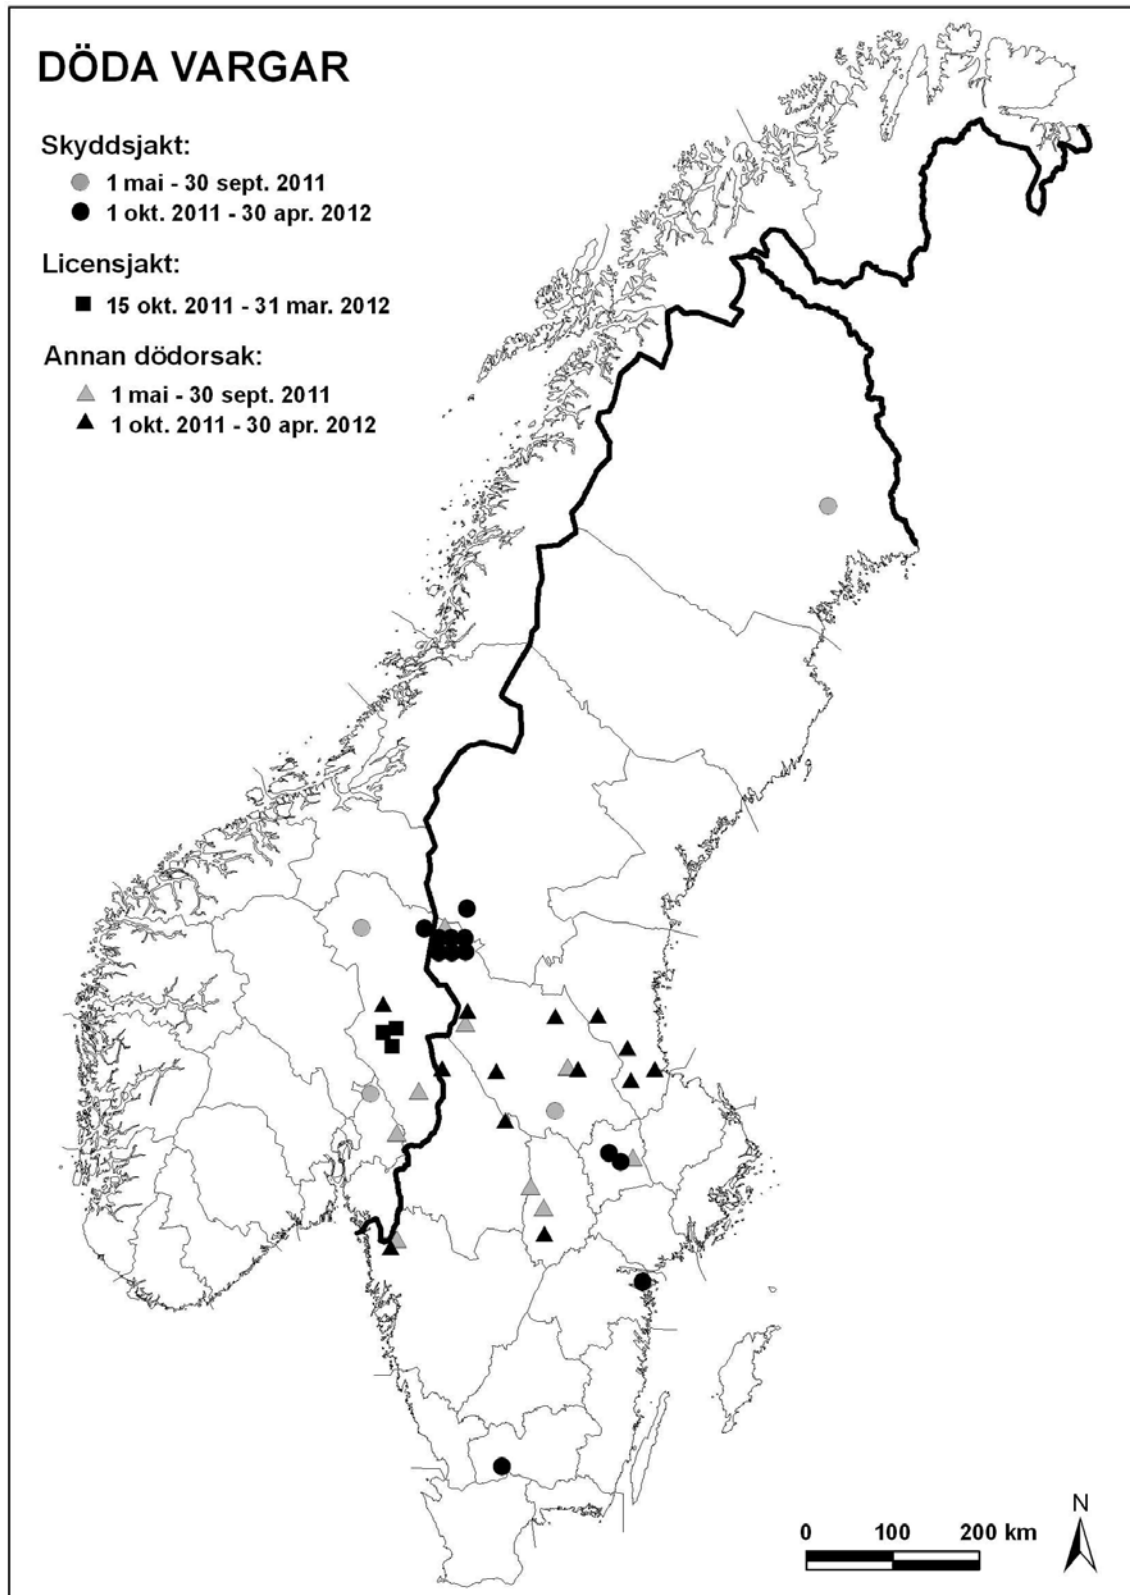 DÖDA VARGAR
Skyddsjakt:
1 mai - 30 sept. 2011
1 okt. 2011 - 30 apr. 2012
Licensjakt:
15 okt. 2011 - 31 mar. 2012
Annan dödorsak:
1 mai - 30 sept. 2011
1 okt. 2011 - 30 apr. 2012
N
0 100 200 km